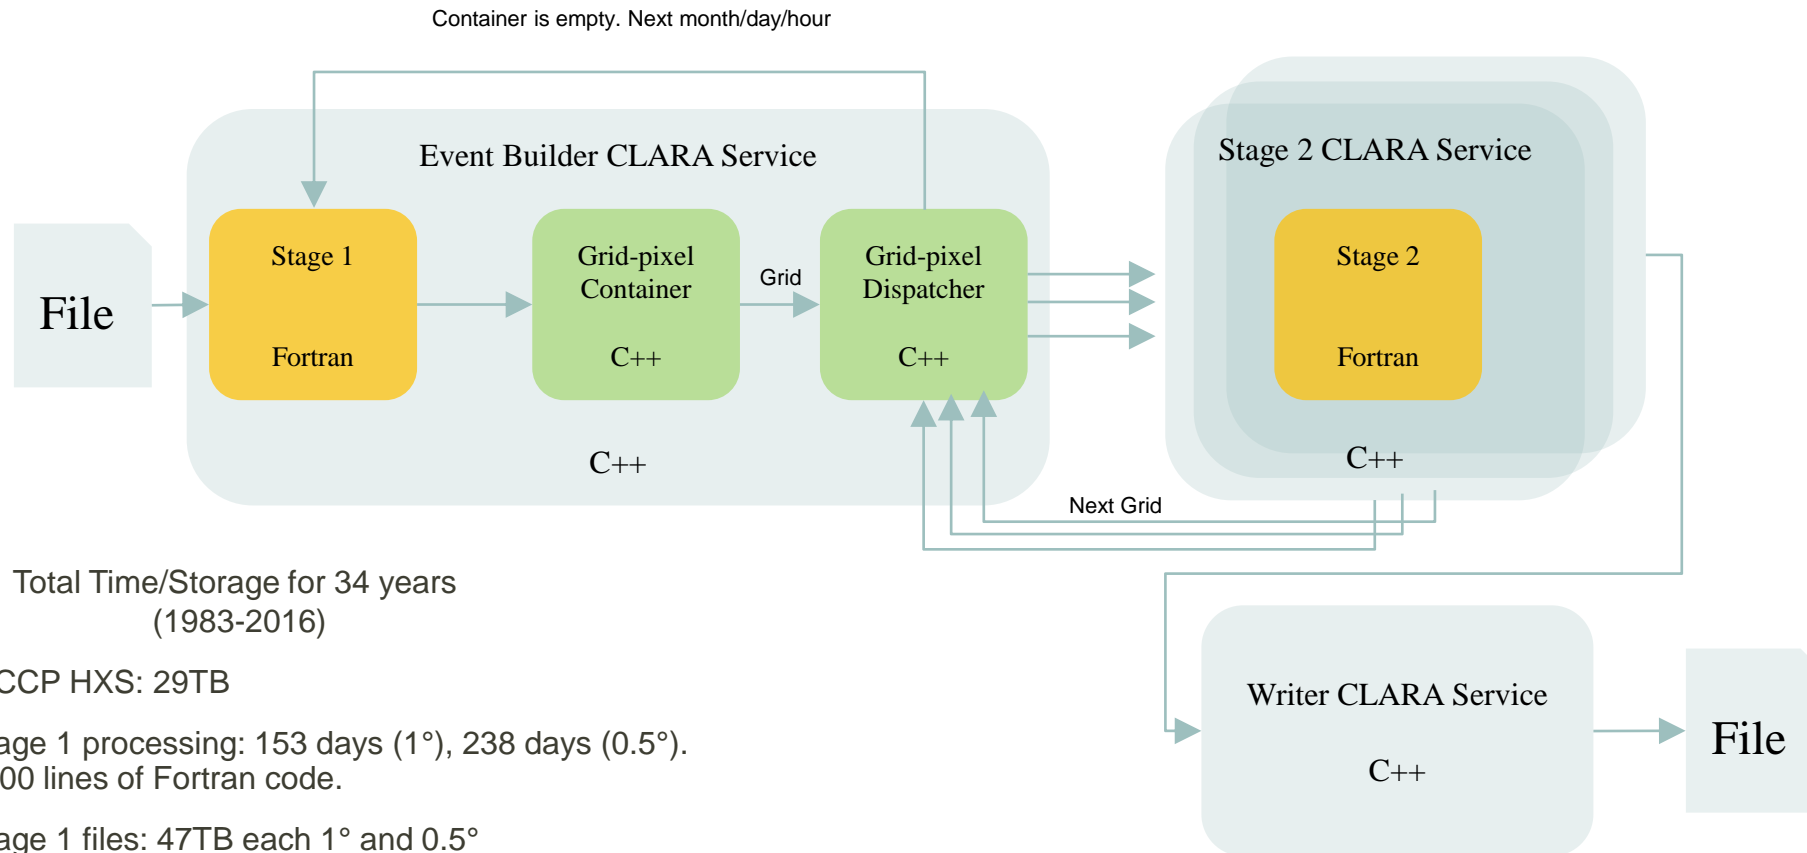 Container is empty. Next month/day/hour
Event Builder CLARA Service
Stage 2 CLARA Service
File
Stage 1
Fortran
Grid-pixel
Container
C++
Grid
Grid-pixel
Dispatcher
C++
C++
Stage 2
Fortran
C++
Next Grid
Total Time/Storage for 34 years
(1983-2016)
CCP HXS: 29TB
age 1 processing: 153 days (1°), 238 days (0.5°).
00 lines of Fortran code.
age 1 files: 47TB each 1° and 0.5°
Writer CLARA Service
C++
File